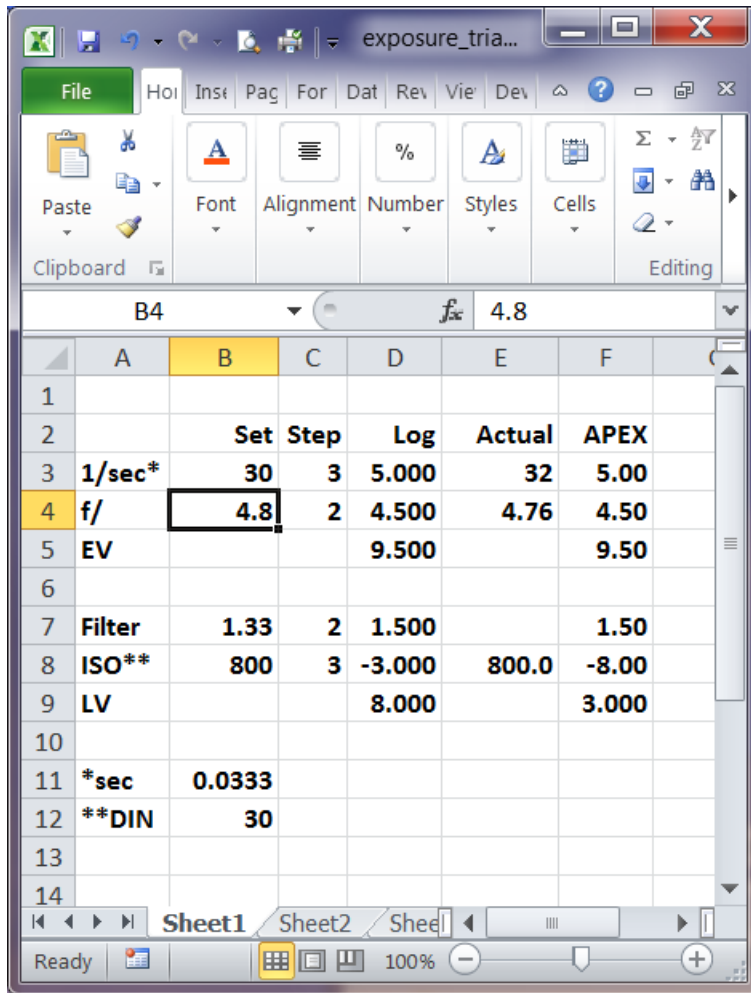 exposure_tria...
File Hor Inse Pag For Dat Rev Vie Dev
Paste Font Alignment Number Styles Cells
Clipboard Editing
B4 fx 4.8
A B C D E F
1
2 Set Step Log Actual APEX
3 1/sec* 30 3 5.000 32 5.00
4 f/ 4.8 2 4.500 4.76 4.50
5 EV 9.500 9.50
6
7 Filter 1.33 2 1.500 1.50
8 ISO** 800 3 -3.000 800.0 -8.00
9 LV 8.000 3.000
10
11 *sec 0.0333
12 **DIN 30
13
14
Sheet1 Sheet2 Sheel
Ready 100%